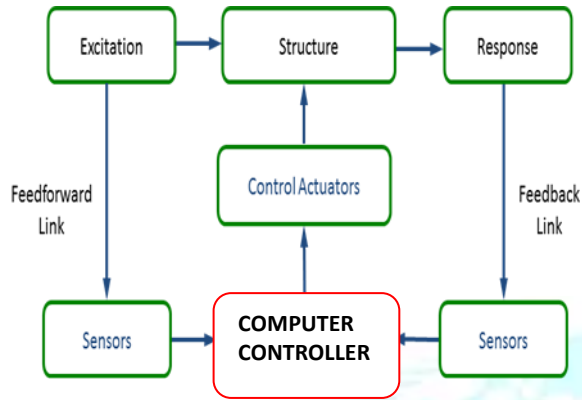 Excitation
Structure
Response
Control Actuators
Feedforward
Link
Feedback
Link
Sensors
COMPUTER
CONTROLLER
Sensors